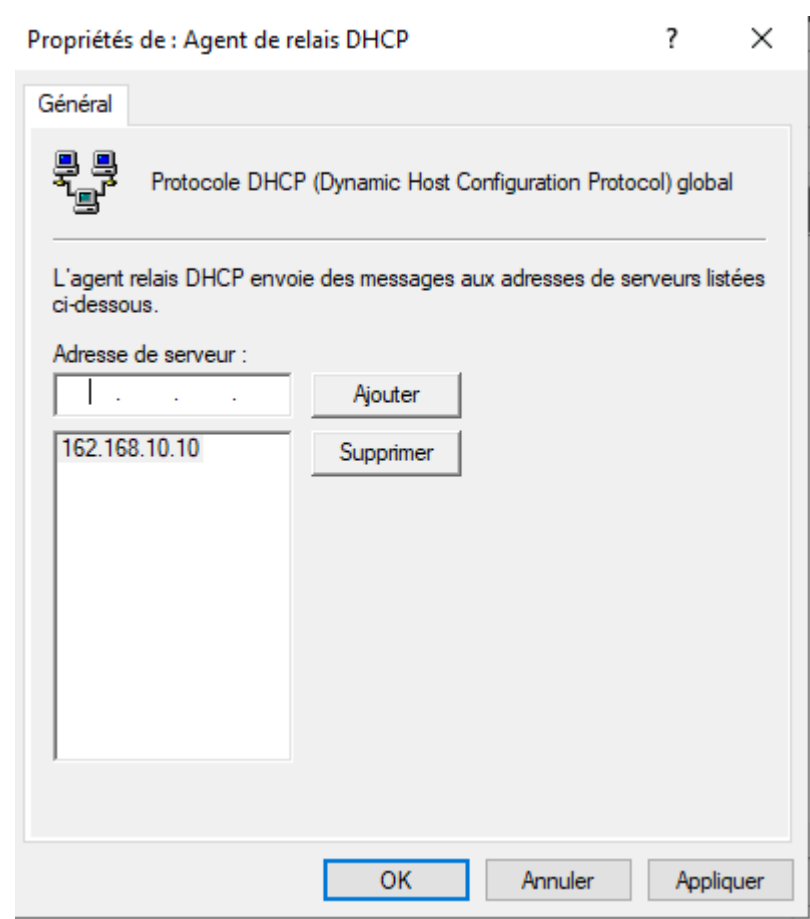 Propriétés de : Agent de relais DHCP
?
Général
Protocole DHCP (Dynamic Host Configuration Protocol) global
L'agent relais DHCP envoie des messages aux adresses de serveurs listées
ci-dessous.
Adresse de serveur :
. . .
Ajouter
162.168.10.10
Supprimer
OK
Annuler
Appliquer